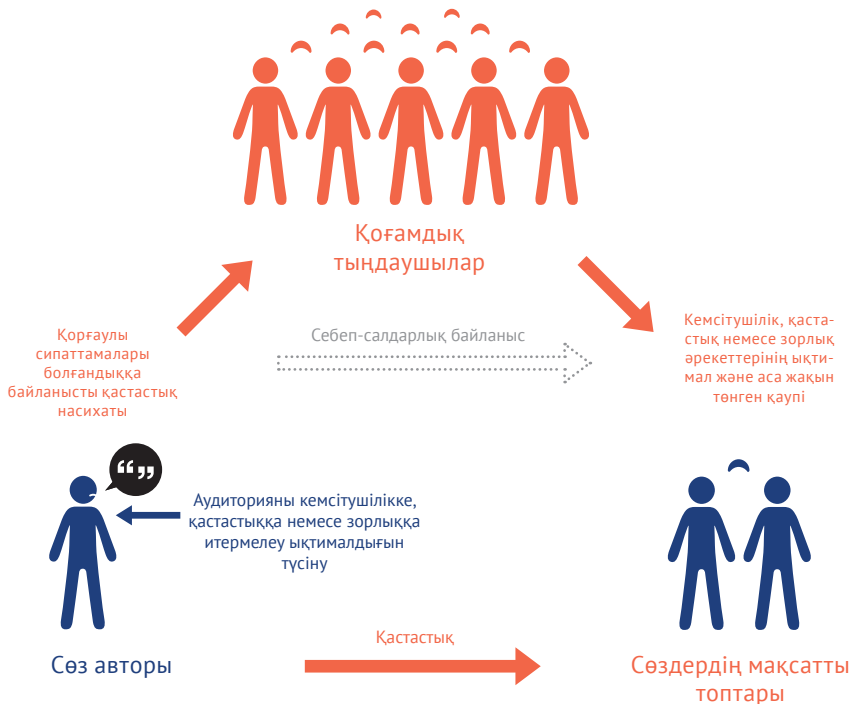 Қоғамдық
тыңдаушылар
Қорғаулы
сипаттамалары
болғандыққа
байланысты қастастық
насихаты
Себеп-салдарлық байланыс
Кемсітушілік, қаста-
стық немесе зорлық
әрекеттерінің ықти-
мал және аса жақын
төнген қаупі
Аудиторияны кемсітушілікке,
қастастыққа немесе зорлыққа
итермелеу ықтималдығын
түсіну
Сөз авторы
Қастастық
Сөздердің мақсатты
топтары